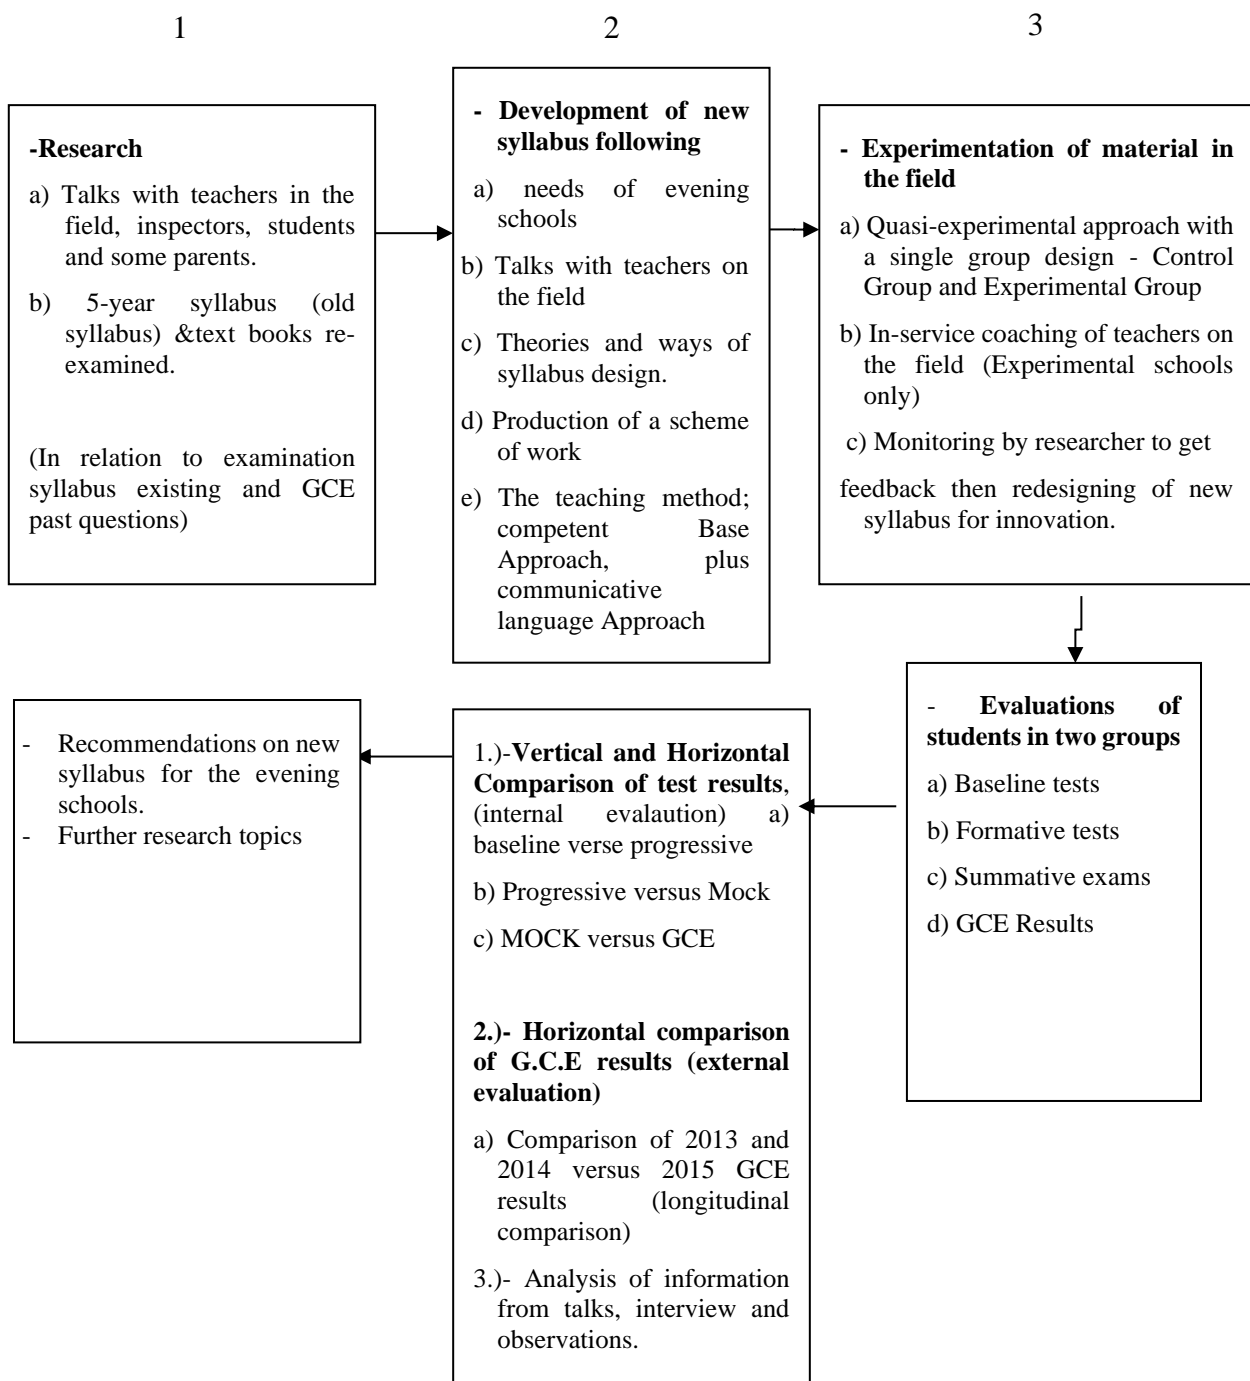 1
2
3
-Research
a) Talks with teachers in the
field, inspectors, students
and some parents.
b) 5-year syllabus (old
syllabus) &text books re-
examined.
(In relation to examination
syllabus existing and GCE
past questions)
- Development of new
syllabus following
a) needs of evening
schools
b) Talks with teachers on
the field
c) Theories and ways of
syllabus design.
d) Production of a scheme
of work
e) The teaching method;
competent Base
Approach, plus
communicative
language Approach
- Experimentation of material in
the field
a) Quasi-experimental approach with
a single group design - Control
Group and Experimental Group
b) In-service coaching of teachers on
the field (Experimental schools
only)
c) Monitoring by researcher to get
feedback then redesigning of new
syllabus for innovation.
- Evaluations of
students in two groups
a) Baseline tests
b) Formative tests
c) Summative exams
d) GCE Results
1.)-Vertical and Horizontal
Comparison of test results,
(internal evalaution) a)
baseline verse progressive
b) Progressive versus Mock
c) MOCK versus GCE
2.)- Horizontal comparison
of G.C.E results (external
evaluation)
a) Comparison of 2013 and
2014 versus 2015 GCE
results (longitudinal
comparison)
3.)- Analysis of information
from talks, interview and
observations.
- Recommendations on new
syllabus for the evening
schools.
- Further research topics